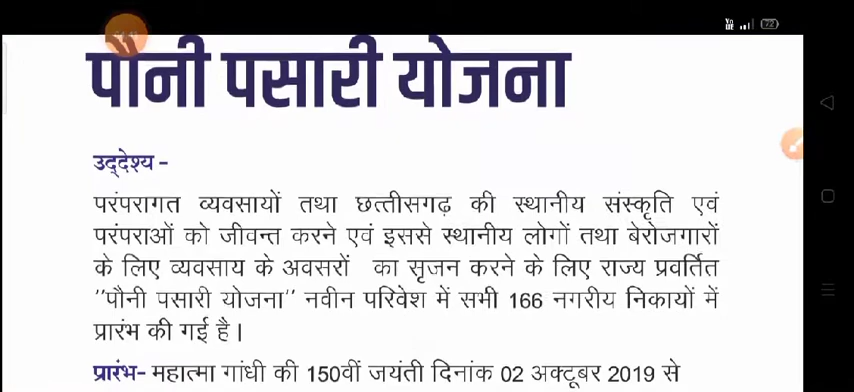 पौनी पसारी योजना
उद्देश्य -
परंपरागत व्यवसायों तथा छत्तीसगढ़ की स्थानीय संस्कृति एवं
परंपराओं को जीवन्त करने एवं इससे स्थानीय लोगों तथा बेरोजगारों
के लिए व्यवसाय के अवसरों का सृजन करने के लिए राज्य प्रवर्तित
"पौनी पसारी योजना" नवीन परिवेश में सभी 166 नगरीय निकायों में
प्रारंभ की गई है।
प्रारंभ- महात्मा गांधी की 150वीं जयंती दिनांक 02 अक्टूबर 2019 से